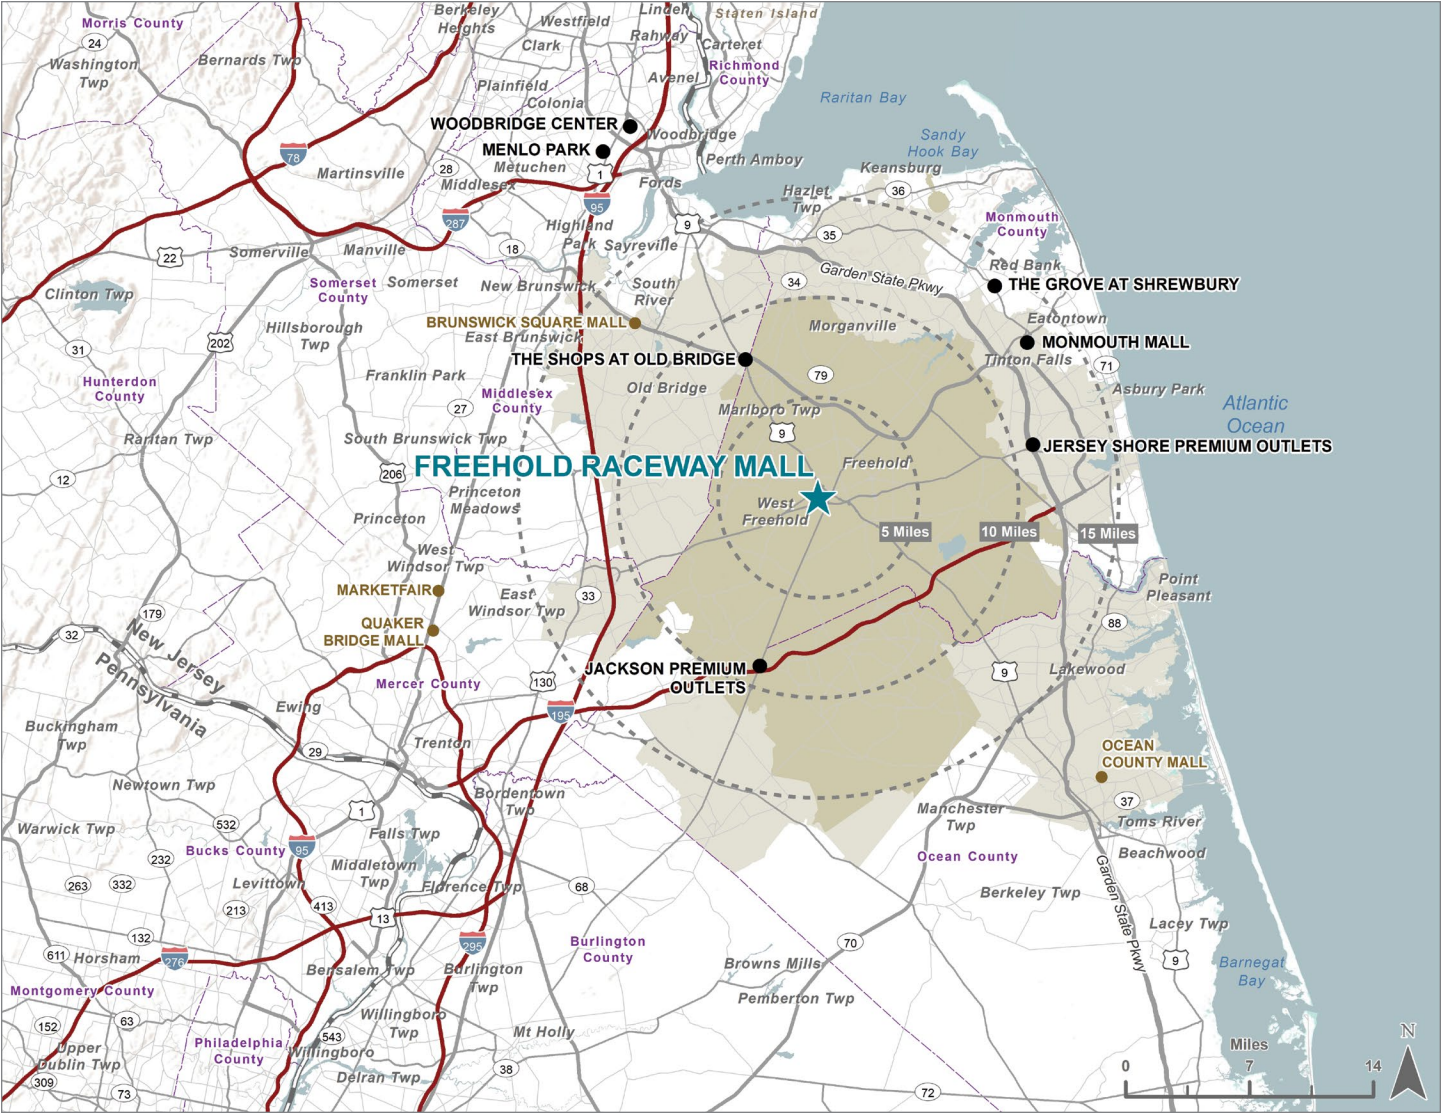 Morris County
Berkeley
Heights
Westfield
Linden
Staten Island
24
Washington
Twp
Bernards Twp
Clark
Rahway
Carteret
Richmond
County
Plainfield
Avenel
Colonia
Raritan Bay
WOODBRIDGE CENTER
Woodbridge
Sandy
Hook Bay
78
MENLO PARK
Perth Amboy
Martinsville
28
Metuchen
1
Middlesex
Fords
Keansburg
36
Hazlet
Twp
95
287
Monmouth
County
22
Somerville
Manville
18
Highland
Park
Sayreville
9
35
Red Bank
Clinton Twp
Somerset
County
Somerset
New Brunswick
South
River
34
Garden State Pkwy
THE GROVE AT SHREWBURY
Hillsborough
Twp
202
BRUNSWICK SQUARE MALL
East Brunswick
Morganville
Eatontown
31
THE SHOPS AT OLD BRIDGE
MONMOUTH MALL
Tinton Falls
71
Hunterdon
County
Franklin Park
Middlesex
County
Old Bridge
79
Asbury Park
27
Marlboro Twp
Atlantic
Ocean
Raritan Twp
South Brunswick Twp
9
JERSEY SHORE PREMIUM OUTLETS
12
206
FREEHOLD RACEWAY MALL
Freehold
Princeton
Meadows
West
Freehold
Princeton
5 Miles
10 Miles
15 Miles
West
Windsor Twp
MARKETFAIR
East
Windsor Twp
33
Point
Pleasant
179
QUAKER
BRIDGE MALL
88
32
New Jersey
Pennsylvania
Mercer County
130
JACKSON PREMIUM
OUTLETS
9
Lakewood
Ewing
195
Buckingham
Twp
29
Trenton
OCEAN
COUNTY MALL
Newtown Twp
Bordentown
Twp
37
Manchester
Twp
Toms River
Warwick Twp
532
1
Falls Twp
Bucks County
95
Beechwood
232
Middletown
Twp
Ocean County
263
332
Levittown
Florence Twp
68
Berkeley Twp
213
413
13
Garden State Pkwy
Lacey Twp
132
295
Burlington
County
70
611
Horsham
276
Bensalem Twp
Burlington
Twp
Browns Mills
9
Barnegat
Bay
Montgomery County
Pemberton Twp
152
63
Willingboro
Twp
Mt Holly
543
Philadelphia
County
Willingboro
N
Upper
Dublin Twp
Miles
0
7
14
38
309
Delran Twp
73
72